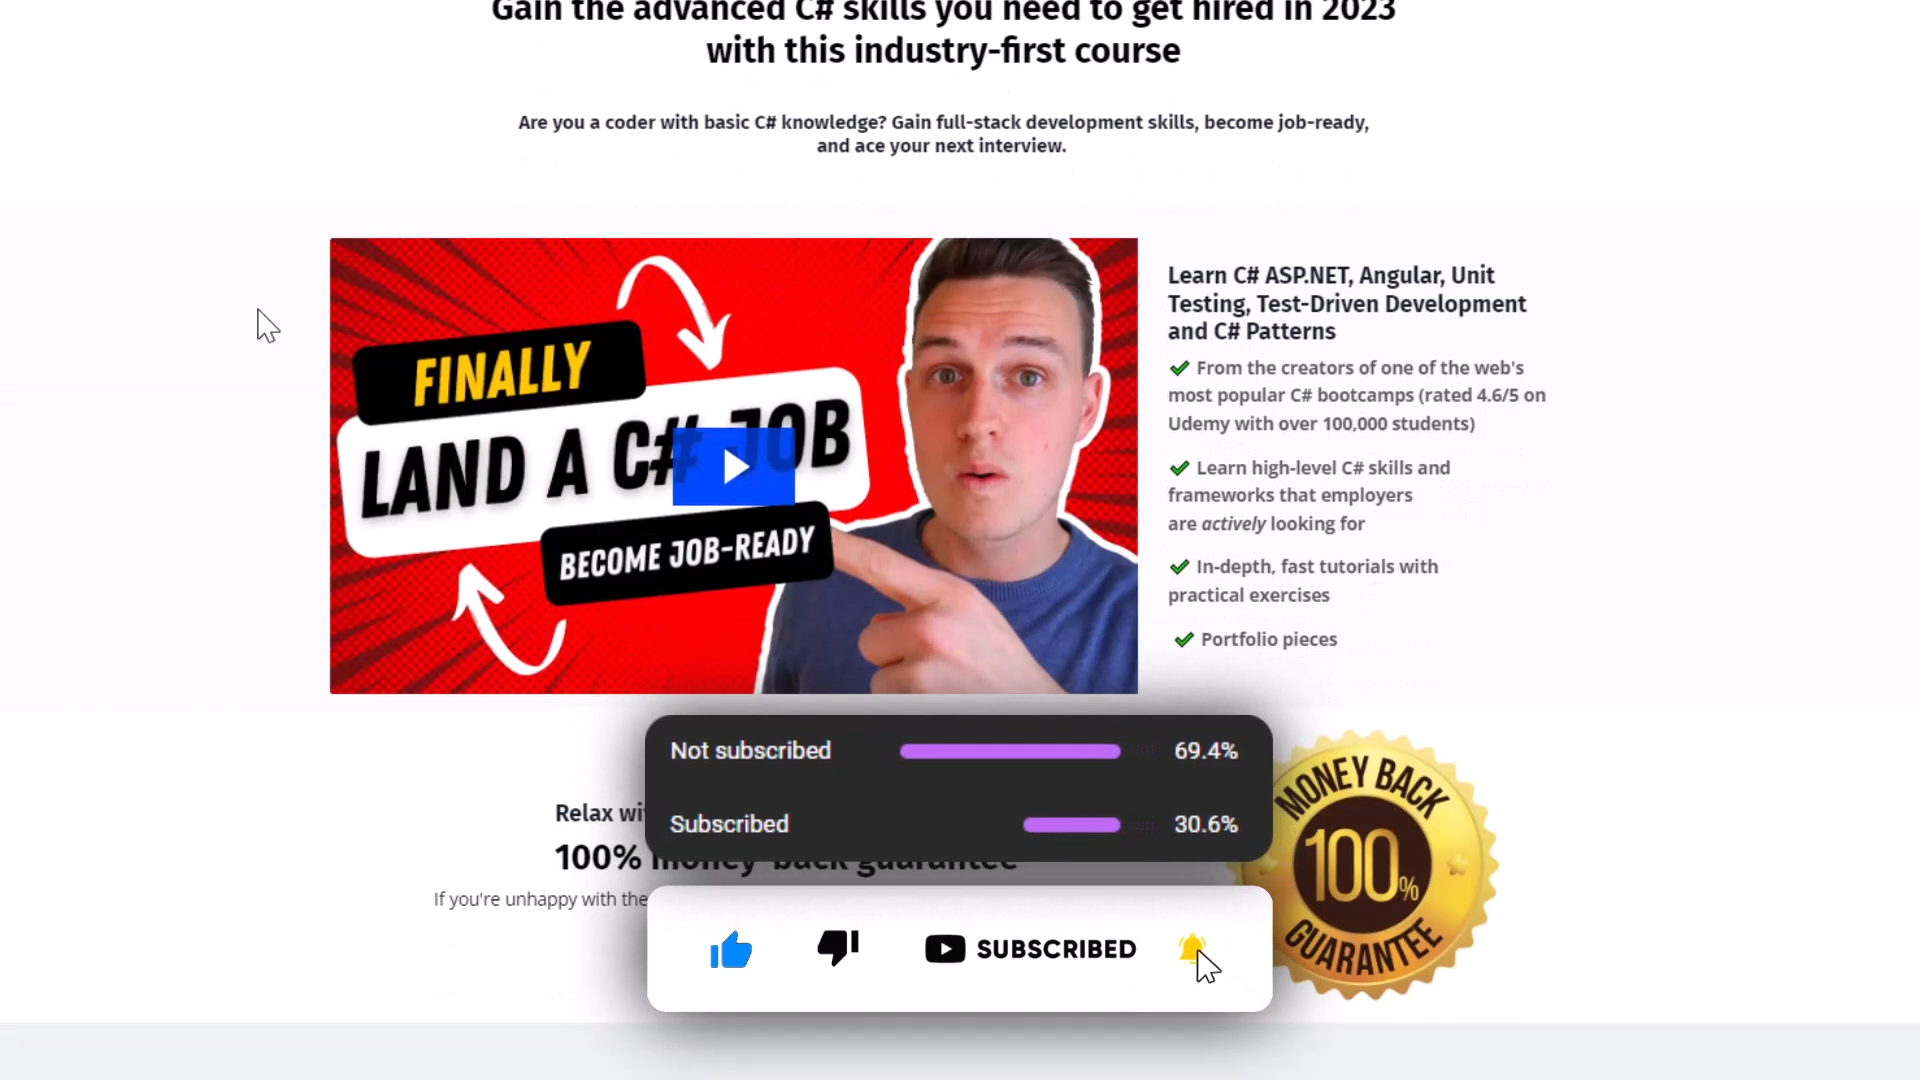 Gain the advanced C# skills you need to get hired in 2023
with this industry-first course
Are you a coder with basic C# knowledge? Gain full-stack development skills, become job-ready,
and ace your next interview.
FINALLY
LAND A C# JOB
BECOME JOB-READY
Learn C# ASP.NET, Angular, Unit
Testing, Test-Driven Development
and C# Patterns
From the creators of one of the web's
most popular C# bootcamps (rated 4.6/5 on
Udemy with over 100,000 students)
Learn high-level C# skills and
frameworks that employers
are actively looking for
In-depth, fast tutorials with
practical exercises
Portfolio pieces
Not subscribed 69.4%
Subscribed 30.6%
Relax
100% money-back guarantee
If you're unhappy with the
MONEY BACK
100%
GUARANTEE
SUBSCRIBED